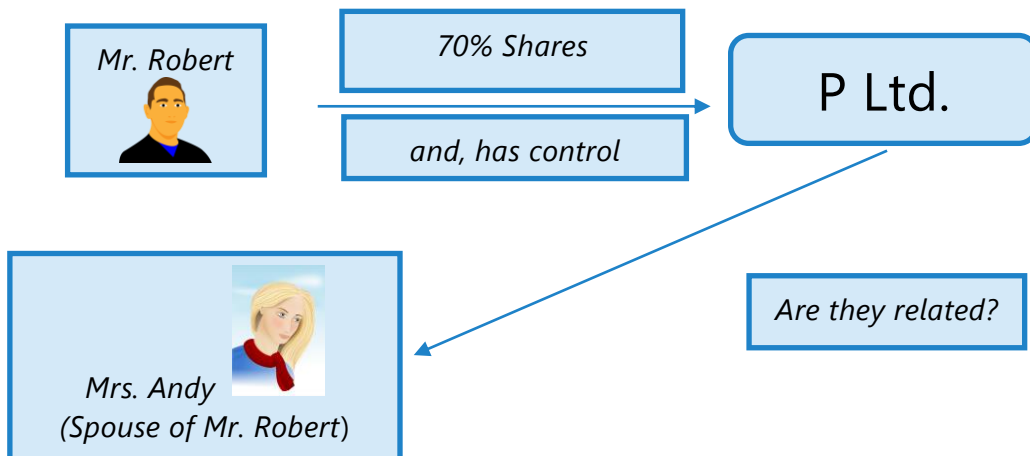 Mr. Robert
70% Shares
and, has control
P Ltd.
Mrs. Andy
(Spouse of Mr. Robert)
Are they related?